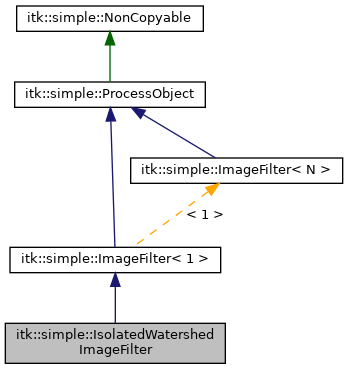 itk::simple::NonCopyable
itk::simple::ProcessObject
itk::simple::ImageFilter< N >
< 1 >
itk::simple::ImageFilter< 1 >
itk::simple::IsolatedWatershed
ImageFilter